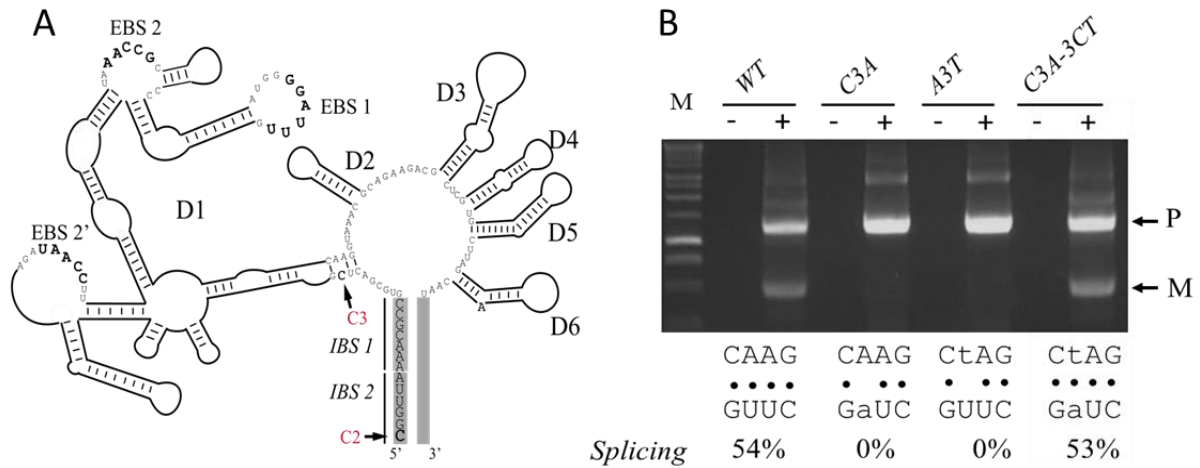 A
EBS 2
EBS 1
D3
D4
D2
D5
D1
EBS 2'
D6
C3
IBS 1
IBS 2
C2
5' 3'
B
M WT C3A A3T C3A-3CT
- + - + - + - +
P
M
CAAG CAAG CtAG CtAG
GUUC GaUC GUUC GaUC
Splicing 54% 0% 0% 53%